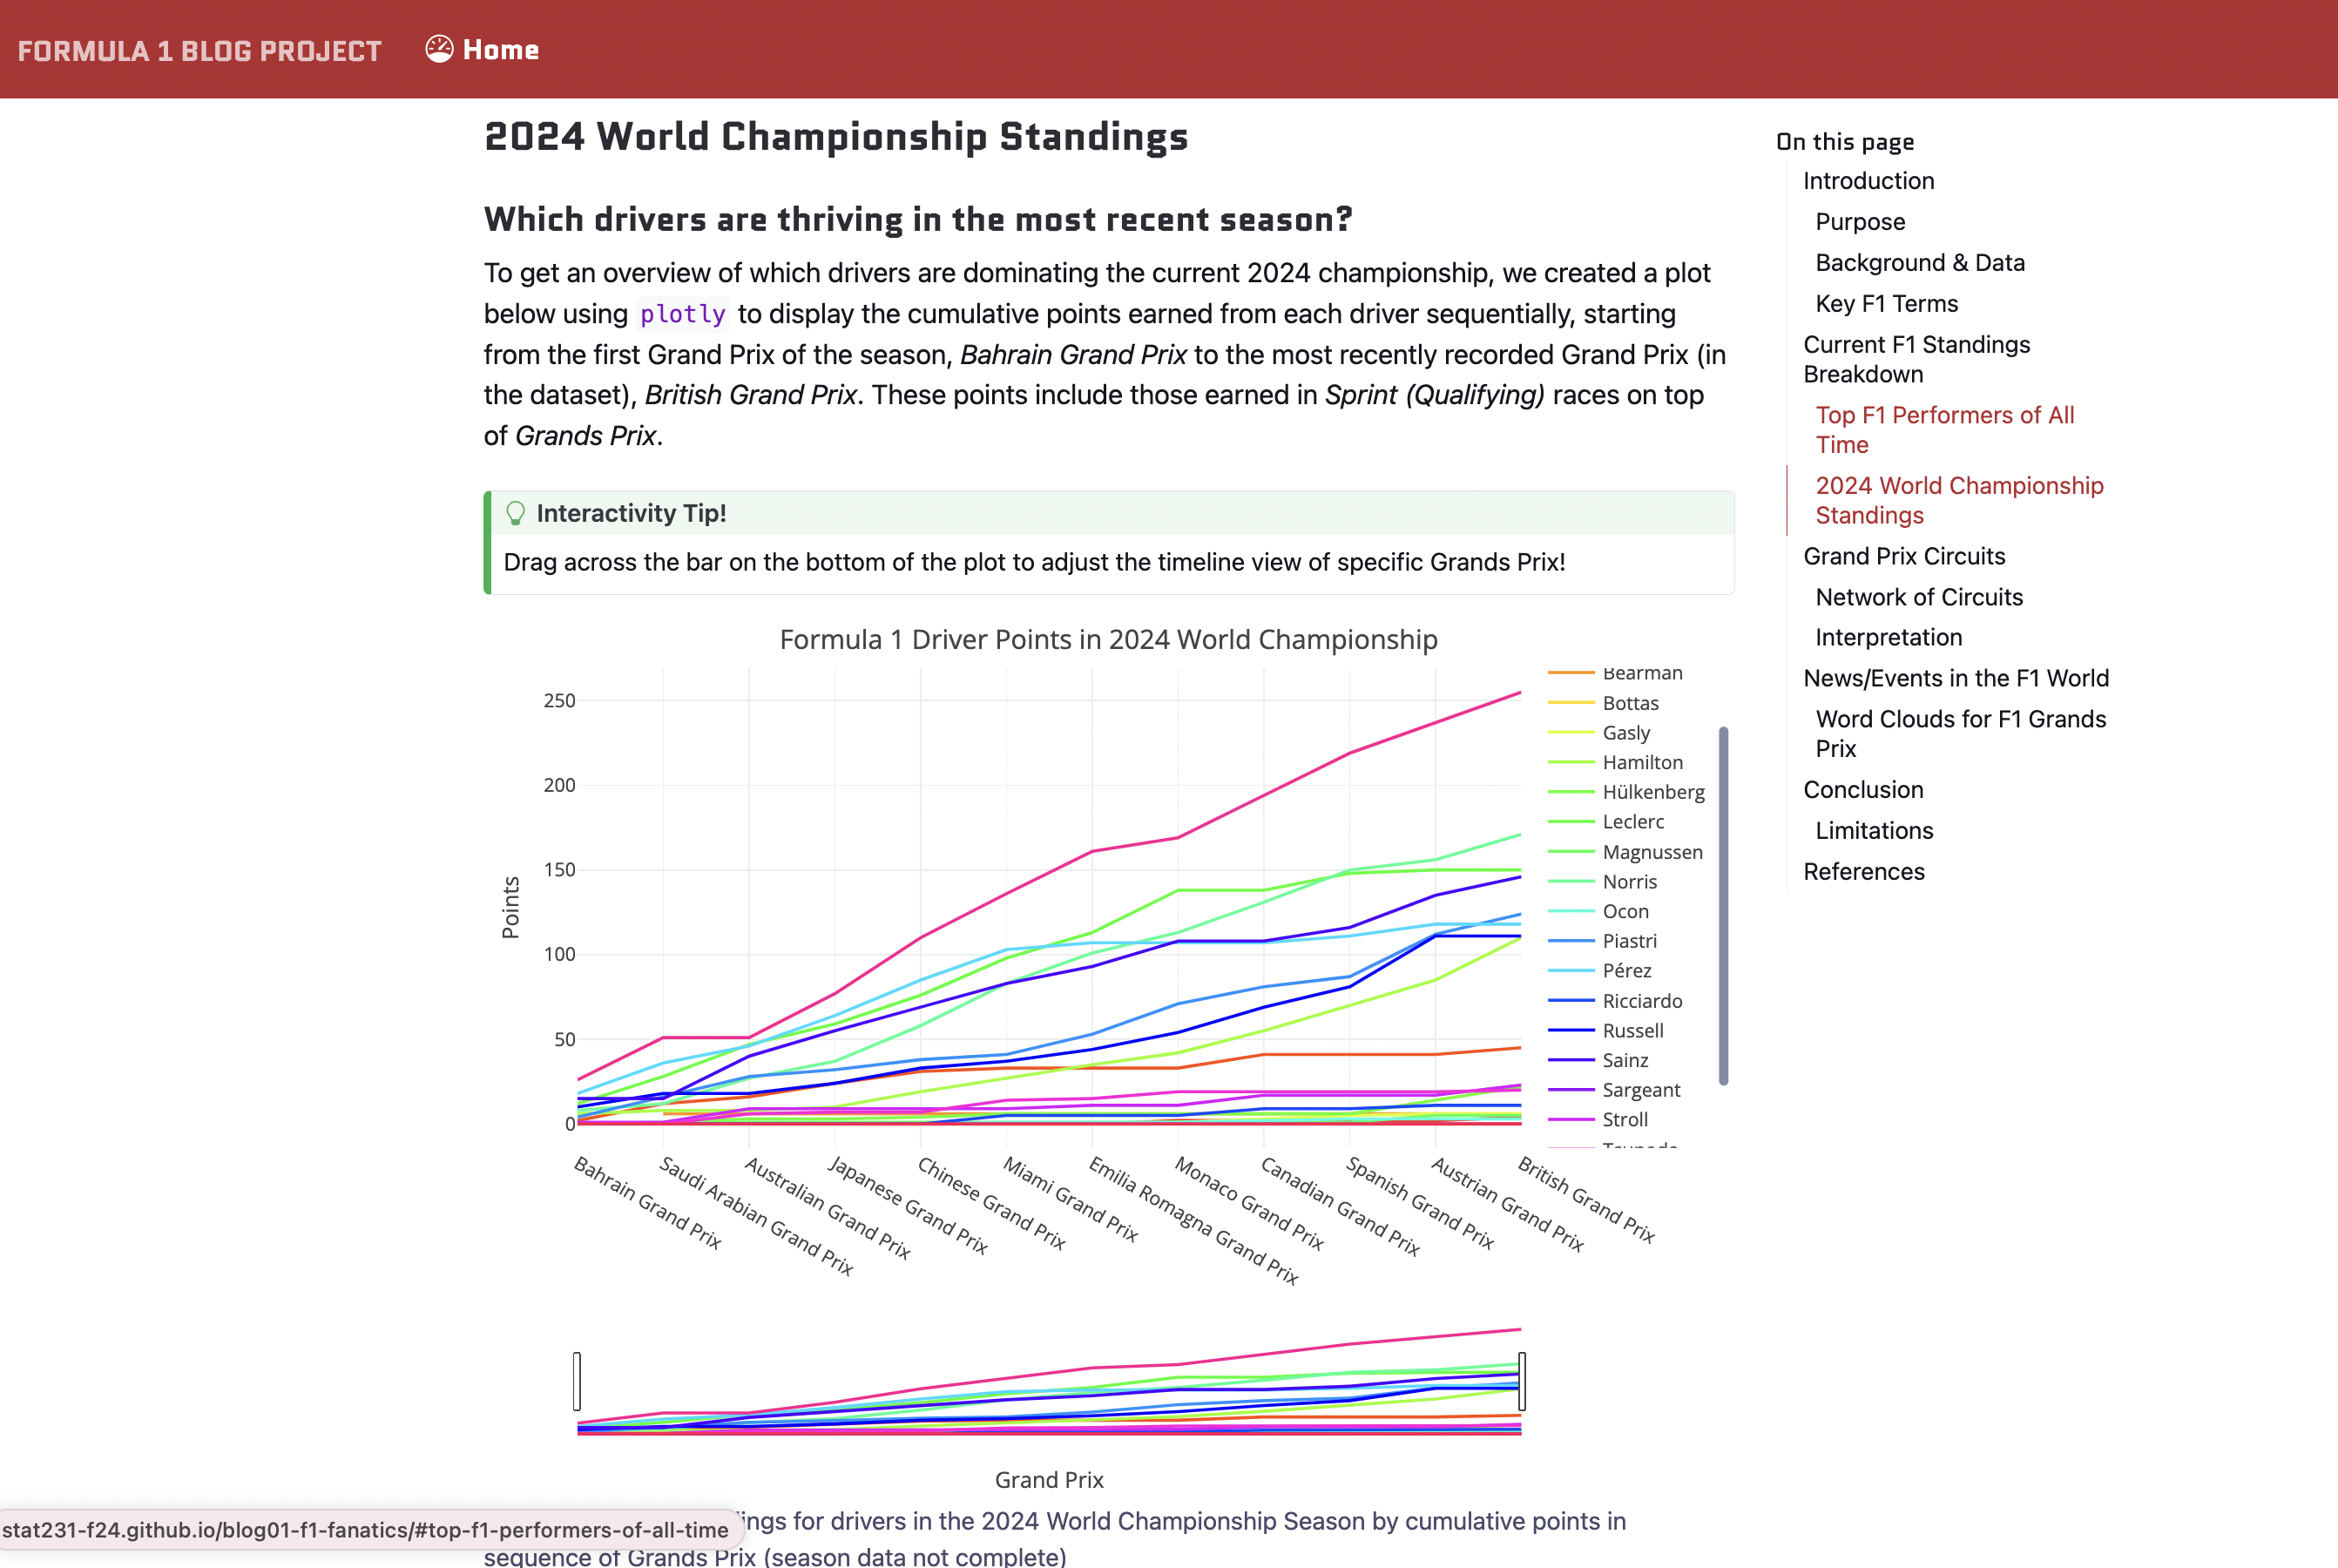 FORMULA 1 BLOG PROJECT
Home
2024 World Championship Standings
Which drivers are thriving in the most recent season?
To get an overview of which drivers are dominating the current 2024 championship, we created a plot
below using plotly to display the cumulative points earned from each driver sequentially, starting
from the first Grand Prix of the season, Bahrain Grand Prix to the most recently recorded Grand Prix (in
the dataset), British Grand Prix. These points include those earned in Sprint (Qualifying) races on top
of Grands Prix.
Interactivity Tip!
Drag across the bar on the bottom of the plot to adjust the timeline view of specific Grands Prix!
Formula 1 Driver Points in 2024 World Championship
250
200
150
100
50
0
Points
Bearman
Bottas
Gasly
Hamilton
Hülkenberg
Leclerc
Magnussen
Norris
Ocon
Piastri
Pérez
Ricciardo
Russell
Sainz
Sargeant
Stroll
Bahrain Grand Prix
Saudi Arabian Grand Prix
Australian Grand Prix
Japanese Grand Prix
Chinese Grand Prix
Miami Grand Prix
Emilia Romagna Grand Prix
Monaco Grand Prix
Canadian Grand Prix
Spanish Grand Prix
Austrian Grand Prix
British Grand Prix
Grand Prix
for drivers in the 2024 World Championship Season by cumulative points in
sequence of Grands Prix (season data not complete)
stat231-f24.github.io/blog01-f1-fanatics/#top-f1-performers-of-all-time
On this page
Introduction
Purpose
Background & Data
Key F1 Terms
Current F1 Standings
Breakdown
Top F1 Performers of All
Time
2024 World Championship
Standings
Grand Prix Circuits
Network of Circuits
Interpretation
News/Events in the F1 World
Word Clouds for F1 Grands
Prix
Conclusion
Limitations
References